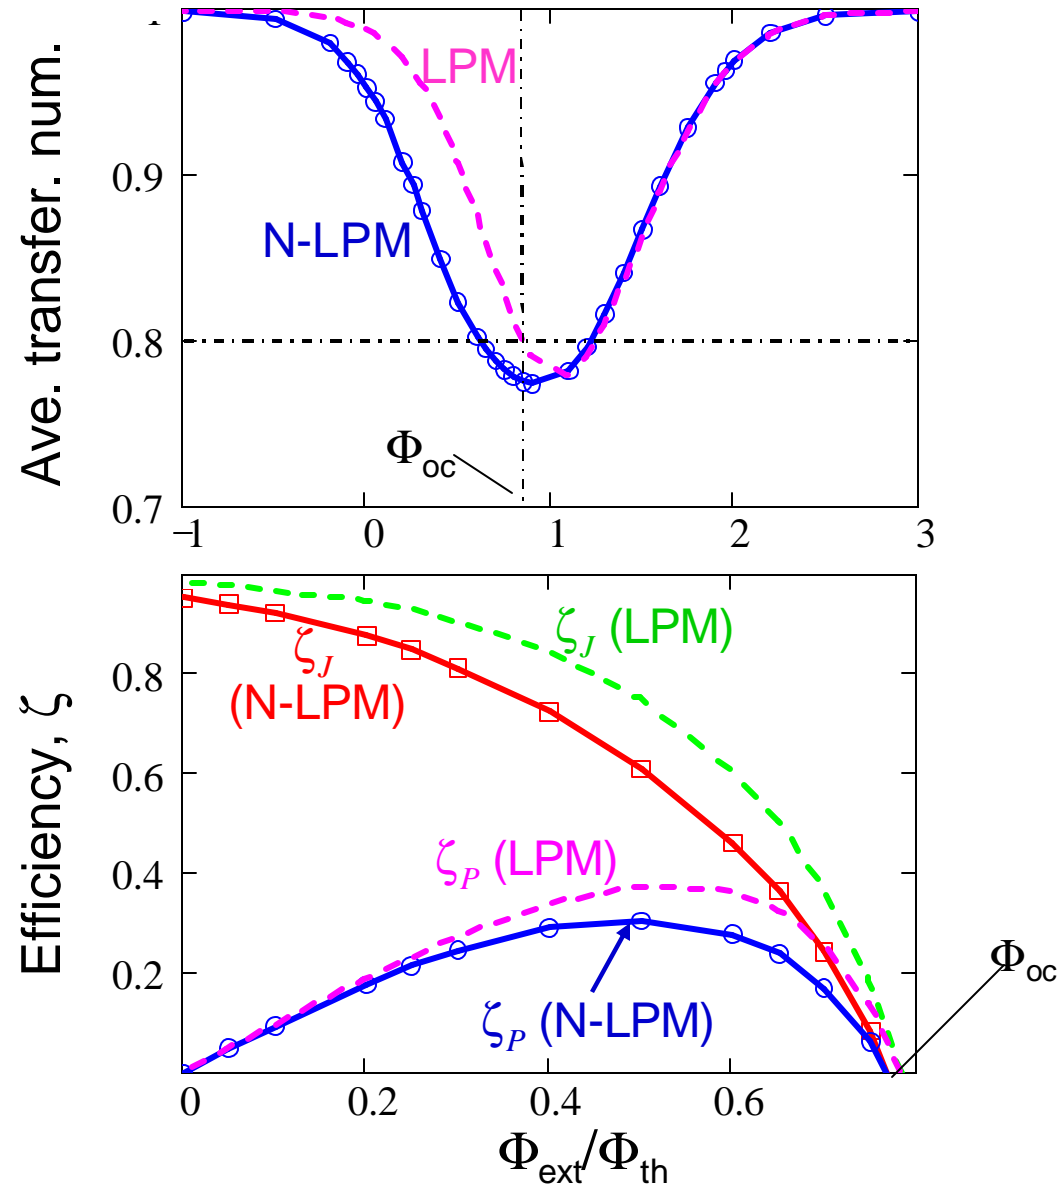 1
LPM
Ave. transfer. num.
0.9
N-LPM
0.8
Φoc
0.7
−1
0
1
2
3
ζJ (LPM)
ζJ
(N-LPM)
0.8
Efficiency, ζ
0.6
ζP (LPM)
0.4
Φoc
0.2
ζP (N-LPM)
0
0.2
0.4
0.6
Φext/Φth